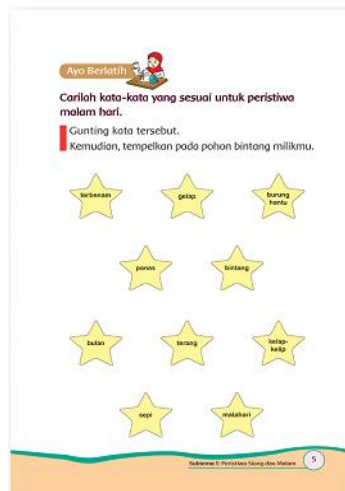 Ayo Berlatih
Carilah kata-kata yang sesuai untuk peristiwa
malam hari.
Gunting kata tersebut.
Kemudian, tempelkan pada pohon bintang milikmu.
terbenam
gelap
burung
hantu
panas
bintang
bulan
terang
kelap-
kelip
sepi
matahari
Subtema 1: Peristiwa Siang dan Malam
5